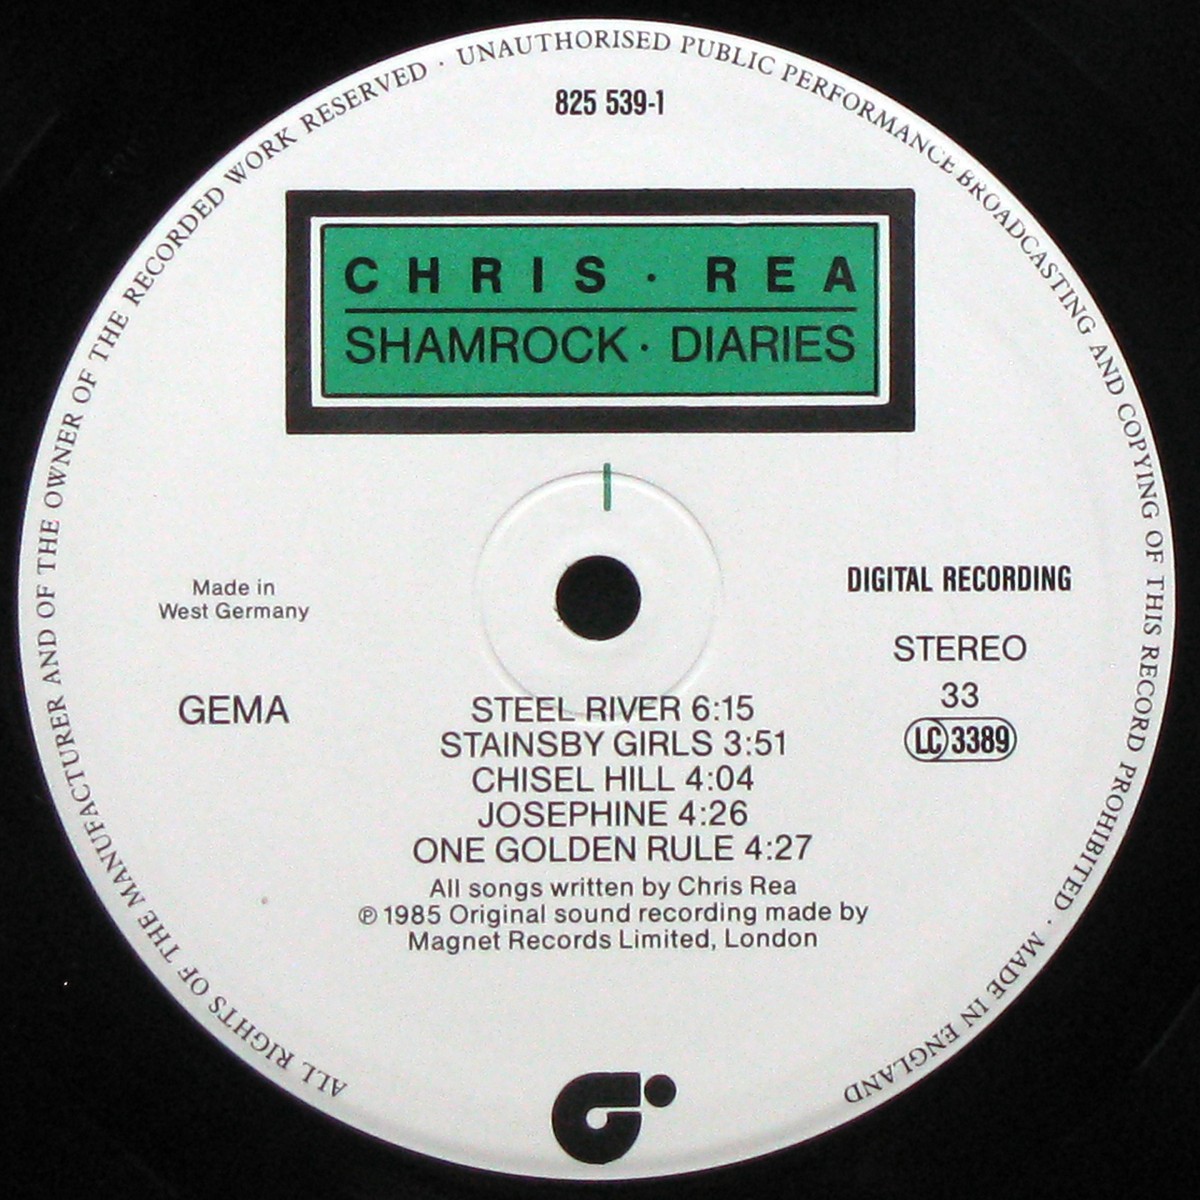 ALL RIGHTS OF THE MANUFACTURER AND OF THE OWNER OF THE RECORDED WORK RESERVED · UNAUTHORISED PUBLIC PERFORMANCE BROADCASTING AND COPYING OF THIS RECORD PROHIBITED · MADE IN ENGLAND
825 539-1
CHRIS · REA
SHAMROCK · DIARIES
Made in
West Germany
GEMA
DIGITAL RECORDING
STEREO
33
LC 3389
STEEL RIVER 6:15
STAINSBY GIRLS 3:51
CHISEL HILL 4:04
JOSEPHINE 4:26
ONE GOLDEN RULE 4:27
All songs written by Chris Rea
℗ 1985 Original sound recording made by
Magnet Records Limited, London